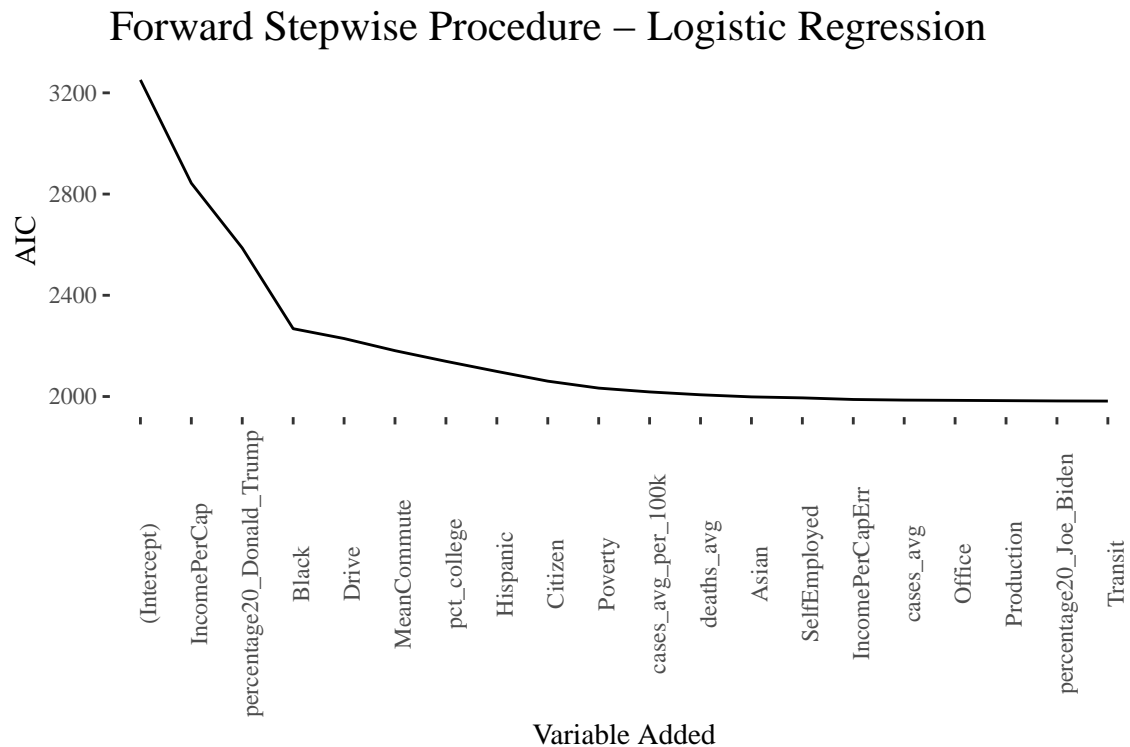 Forward Stepwise Procedure – Logistic Regression
3200
2800
2400
2000
AIC
(Intercept)
IncomePerCap
percentage20_Donald_Trump
Black
Drive
MeanCommute
pct_college
Hispanic
Citizen
Poverty
cases_avg_per_100k
deaths_avg
Asian
SelfEmployed
IncomePerCapErr
cases_avg
Office
Production
percentage20_Joe_Biden
Transit
Variable Added